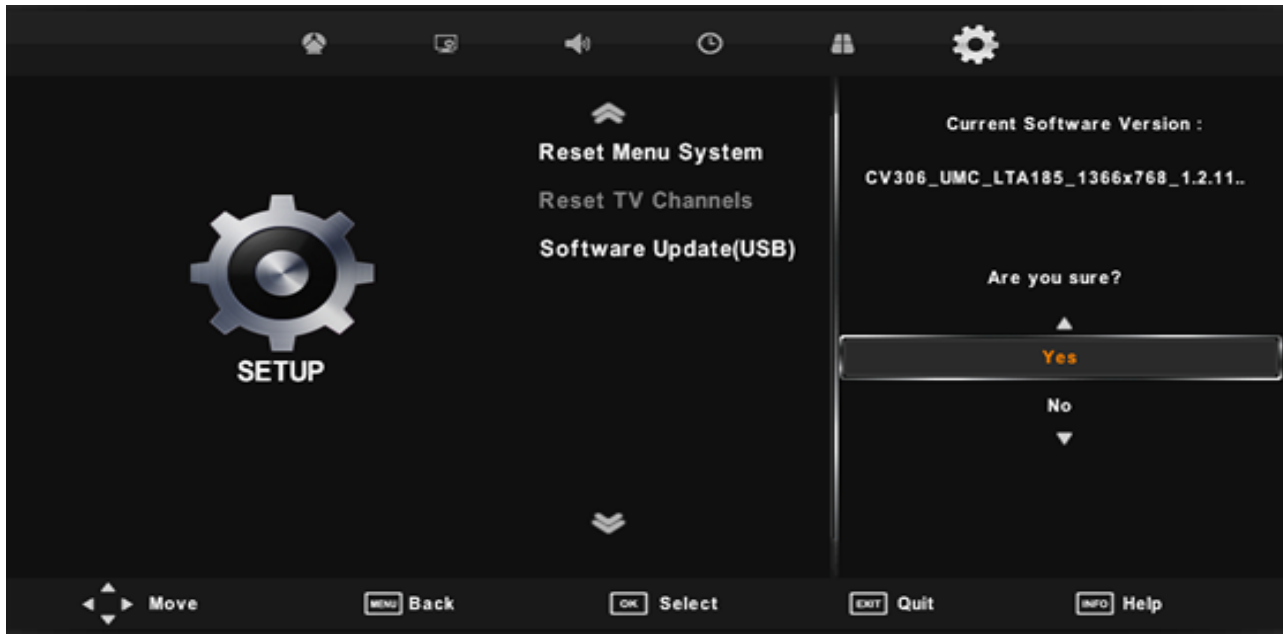 Reset Menu System
Reset TV Channels
Software Update(USB)
SETUP
Current Software Version :
CV306_UMC_LTA185_1366x768_1.2.11..
Are you sure?
Yes
No
Move
MENU Back
OK Select
EXIT Quit
INFO Help